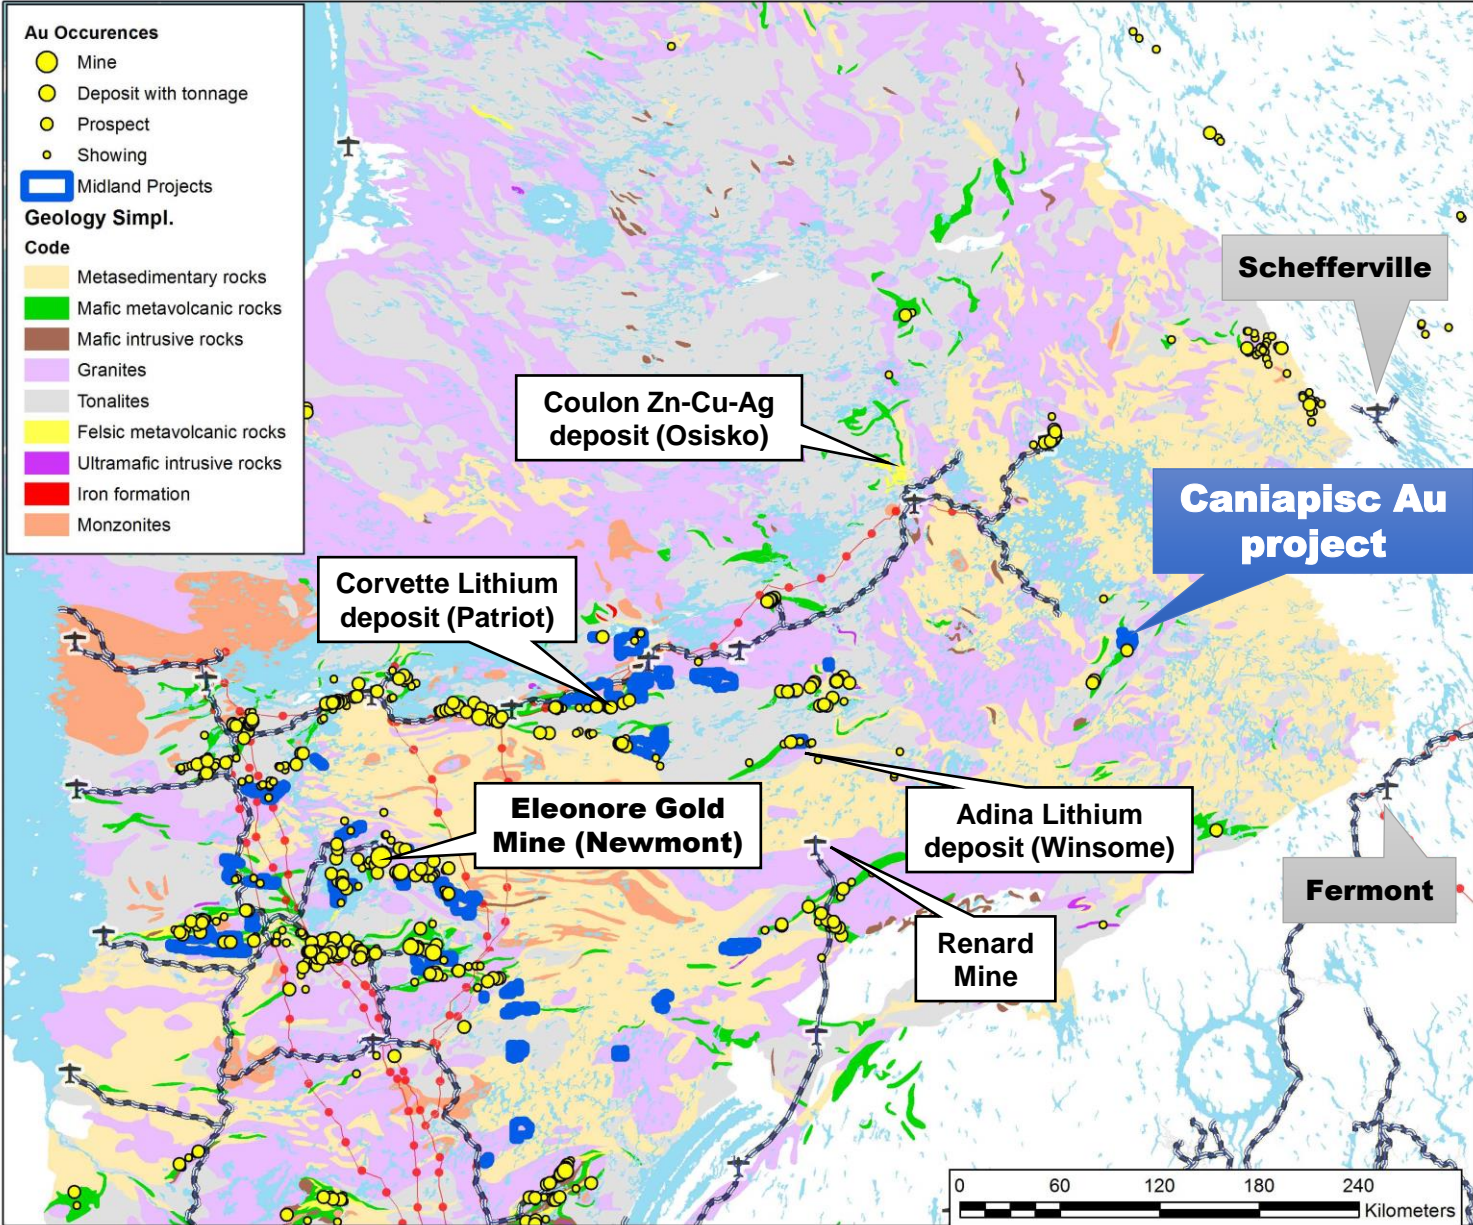 Au Occurences
Mine
Deposit with tonnage
Prospect
Showing
Midland Projects
Geology Simpl.
Code
Metasedimentary rocks
Mafic metavolcanic rocks
Mafic intrusive rocks
Granites
Tonalites
Felsic metavolcanic rocks
Ultramafic intrusive rocks
Iron formation
Monzonites
Schefferville
Coulon Zn-Cu-Ag
deposit (Osisko)
Caniapisc Au
project
Corvette Lithium
deposit (Patriot)
Eleonore Gold
Mine (Newmont)
Adina Lithium
deposit (Winsome)
Fermont
Renard
Mine
0 60 120 180 240
Kilometers